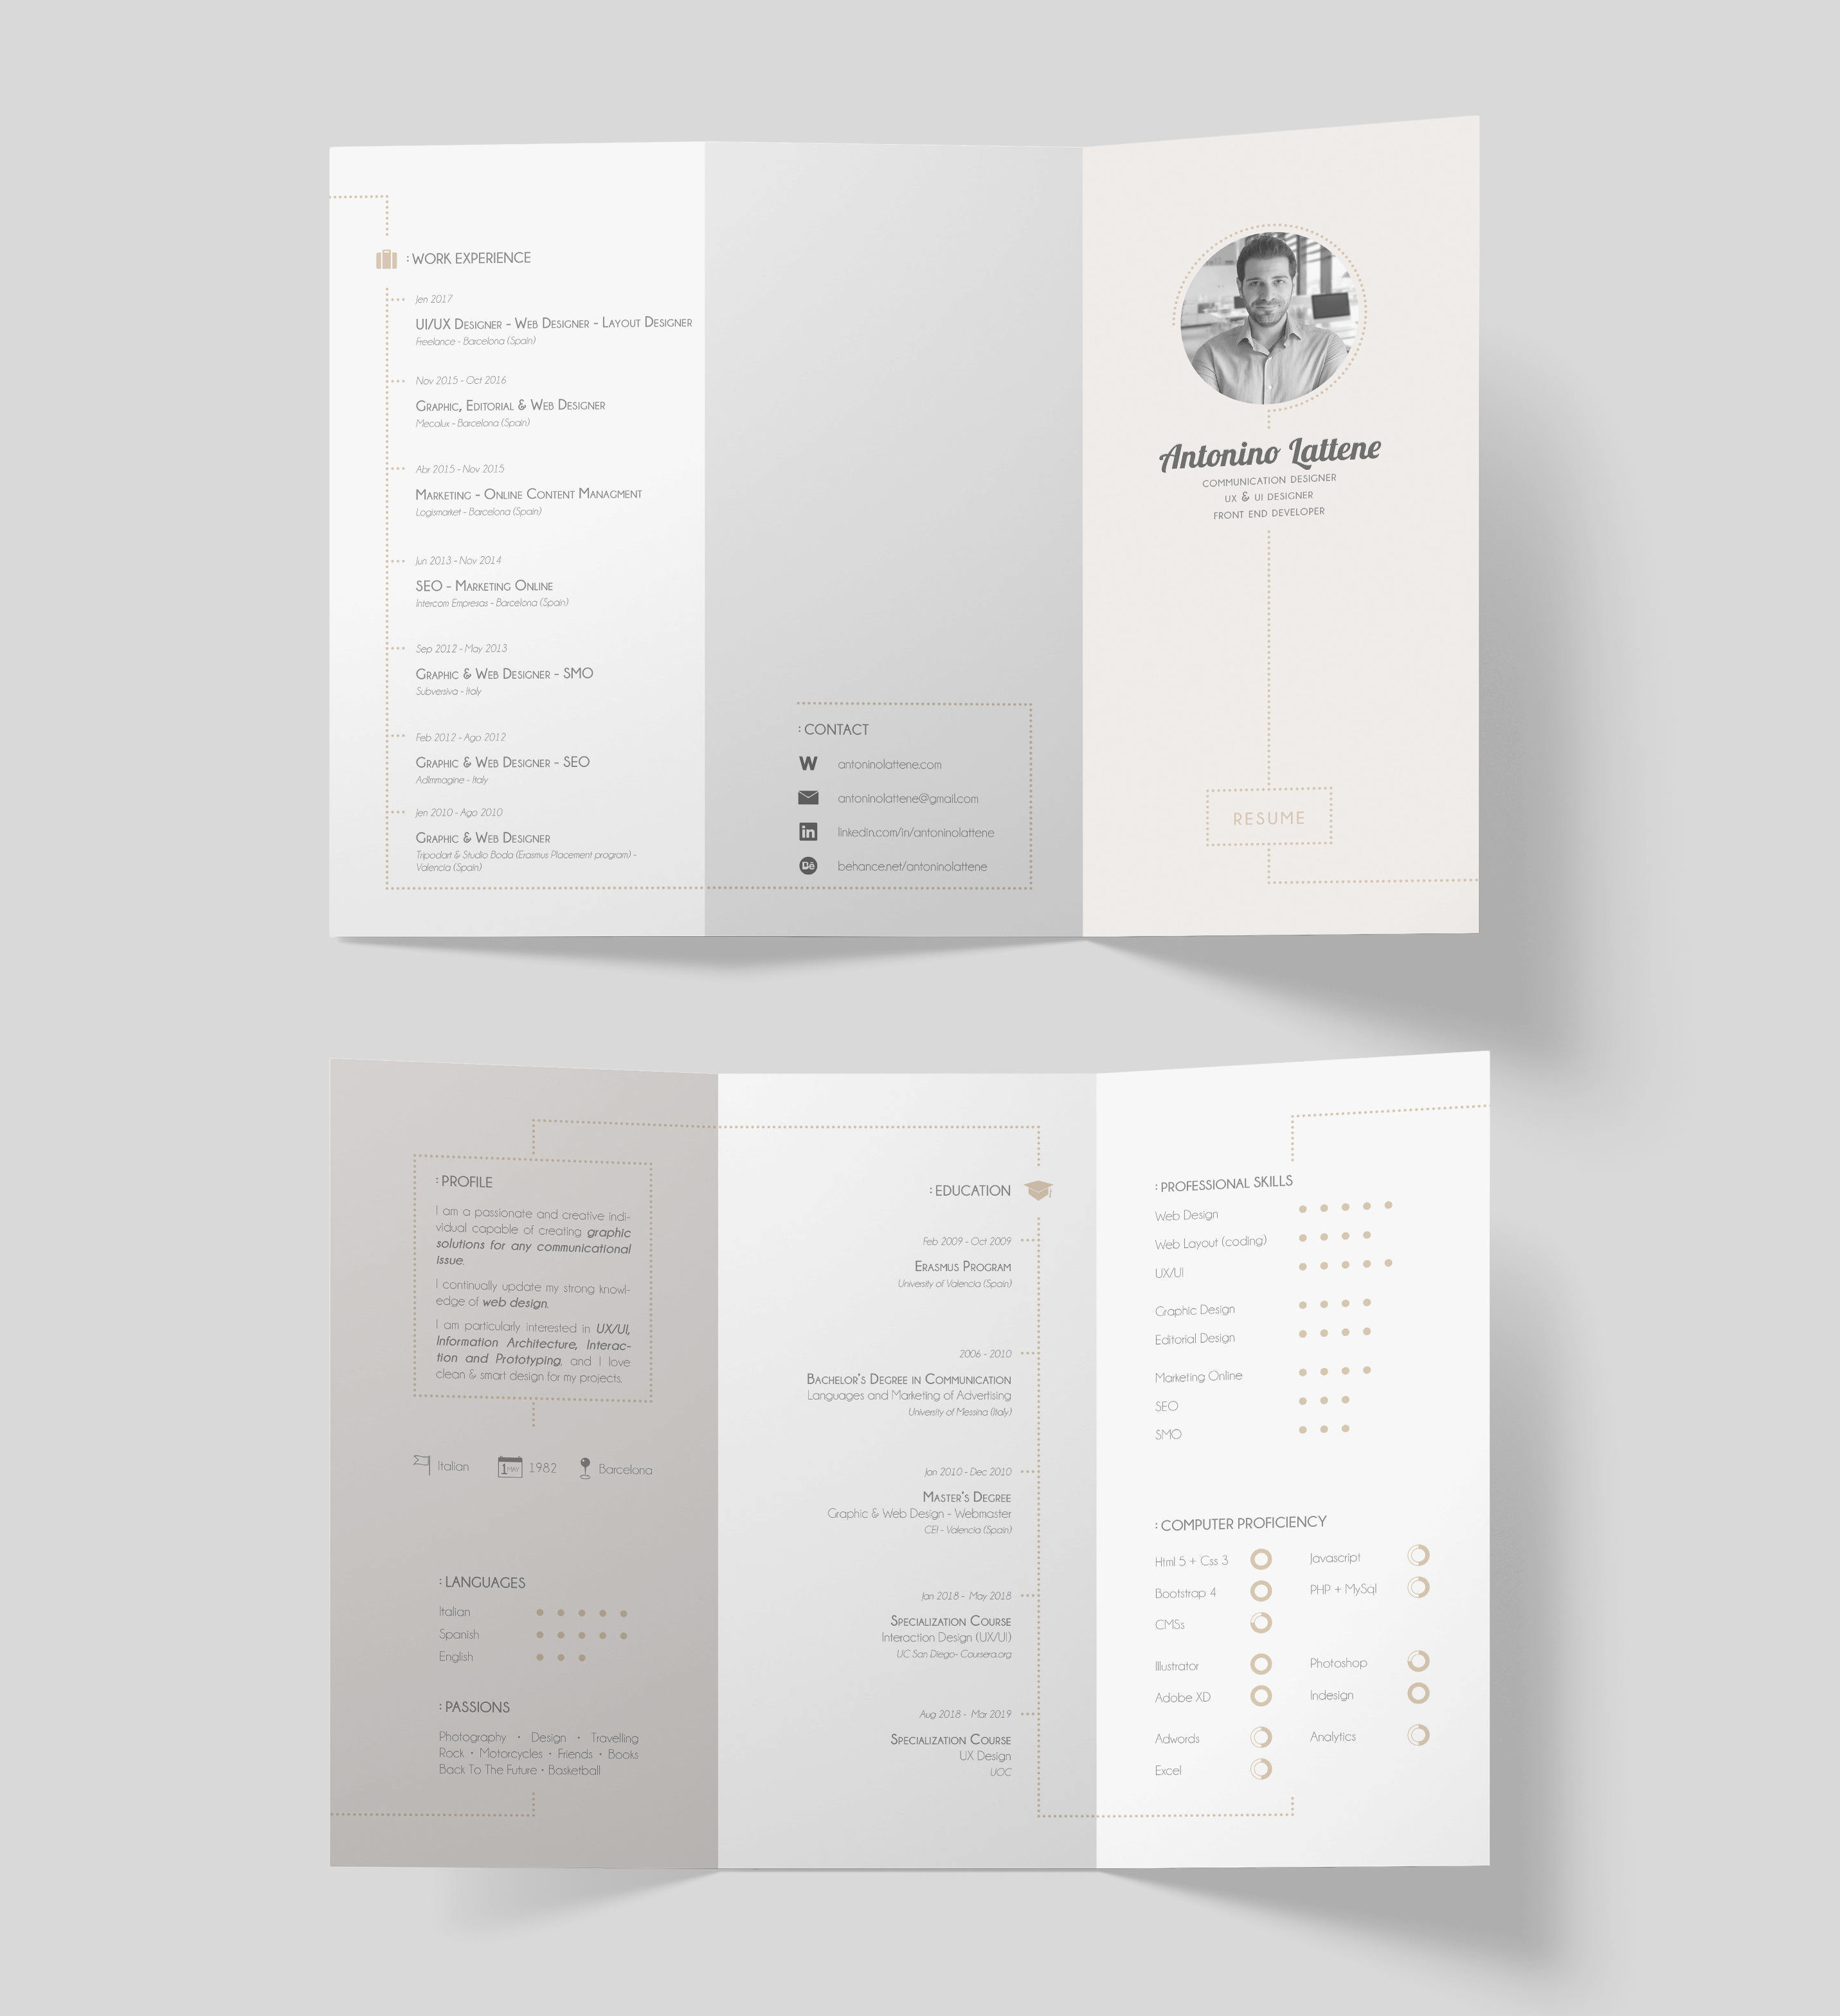 : WORK EXPERIENCE
Jen 2017
UI/UX Designer - Web Designer - Layout Designer
Freelance - Barcelona (Spain)
Nov 2015 - Oct 2016
Graphic, Editorial & Web Designer
Mecalux - Barcelona (Spain)
Abr 2015 - Nov 2015
Marketing - Online Content Managment
Logismarket - Barcelona (Spain)
Jun 2013 - Nov 2014
SEO - Marketing Online
Intercom Empresas - Barcelona (Spain)
Sep 2012 - May 2013
Graphic & Web Designer - SMO
Subversiva - Italy
Feb 2012 - Ago 2012
Graphic & Web Designer - SEO
AdImmagine - Italy
Jen 2010 - Ago 2010
Graphic & Web Designer
Tripodart & Studio Boda (Erasmus Placement program) -
Valencia (Spain)
: CONTACT
W antoninolattene.com
antoninolattene@gmail.com
in linkedin.com/in/antoninolattene
Bē behance.net/antoninolattene
Antonino Lattene
COMMUNICATION DESIGNER
UX & UI DESIGNER
FRONT END DEVELOPER
RESUME
: PROFILE
I am a passionate and creative indi-
vidual capable of creating graphic
solutions for any communicational
issue.
I continually update my strong knowl-
edge of web design.
I am particularly interested in UX/UI,
Information Architecture, Interac-
tion and Prototyping, and I love
clean & smart design for my projects.
Italian 1 MAY 1982 Barcelona
: LANGUAGES
Italian
Spanish
English
: PASSIONS
Photography • Design • Travelling
Rock • Motorcycles • Friends • Books
Back To The Future • Basketball
: EDUCATION
Feb 2009 - Oct 2009
Erasmus Program
University of Valencia (Spain)
2006 - 2010
Bachelor's Degree in Communication
Languages and Marketing of Advertising
University of Messina (Italy)
Jan 2010 - Dec 2010
Master's Degree
Graphic & Web Design - Webmaster
CEI - Valencia (Spain)
Jan 2018 - May 2018
Specialization Course
Interaction Design (UX/UI)
UC San Diego- Coursera.org
Aug 2018 - Mar 2019
Specialization Course
UX Design
UOC
: PROFESSIONAL SKILLS
Web Design
Web Layout (coding)
UX/UI
Graphic Design
Editorial Design
Marketing Online
SEO
SMO
: COMPUTER PROFICIENCY
Html 5 + Css 3 Javascript
Bootstrap 4 PHP + MySql
CMSs
Illustrator Photoshop
Adobe XD Indesign
Adwords Analytics
Excel